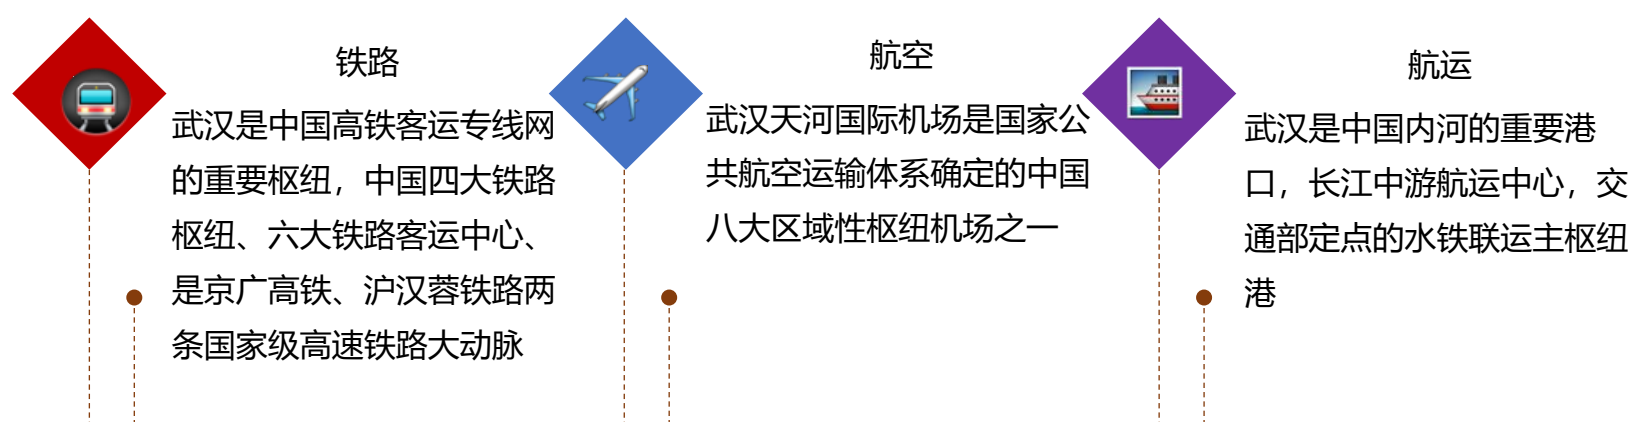 铁路
武汉是中国高铁客运专线网
的重要枢纽，中国四大铁路
枢纽、六大铁路客运中心、
是京广高铁、沪汉蓉铁路两
条国家级高速铁路大动脉
航空
武汉天河国际机场是国家公
共航空运输体系确定的中国
八大区域性枢纽机场之一
航运
武汉是中国内河的重要港
口，长江中游航运中心，交
通部定点的水铁联运主枢纽
港